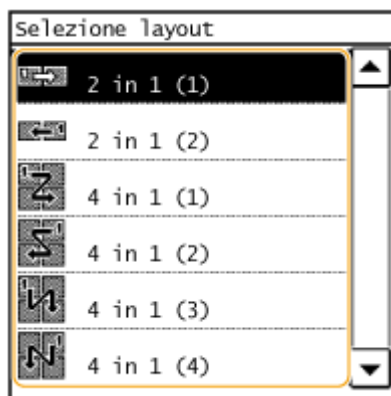 Selezione layout
2 in 1 (1)
2 in 1 (2)
4 in 1 (1)
4 in 1 (2)
4 in 1 (3)
4 in 1 (4)